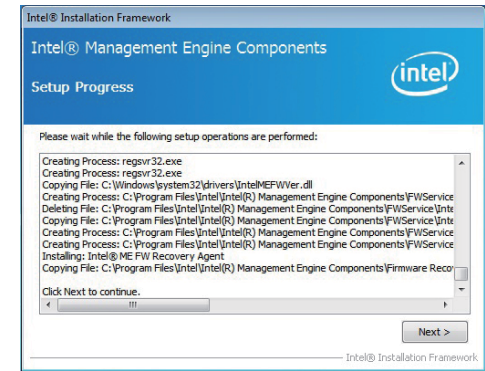 Intel® Installation Framework
Intel® Management Engine Components
intel
Setup Progress
Please wait while the following setup operations are performed:
Creating Process: regsvr32.exe
Creating Process: regsvr32.exe
Copying File: C:\Windows\system32\drivers\IntelMEFWVer.dll
Creating Process: C:\Program Files\Intel\Intel(R) Management Engine Components\FWService
Deleting File: C:\Program Files\Intel\Intel(R) Management Engine Components\FWService\Inte
Copying File: C:\Program Files\Intel\Intel(R) Management Engine Components\FWService\Inte
Creating Process: C:\Program Files\Intel\Intel(R) Management Engine Components\FWService
Creating Process: C:\Program Files\Intel\Intel(R) Management Engine Components\FWService
Installing: Intel® ME FW Recovery Agent
Copying File: C:\Program Files\Intel\Intel(R) Management Engine Components\Firmware Recov
Click Next to continue.
Next >
Intel® Installation Framework